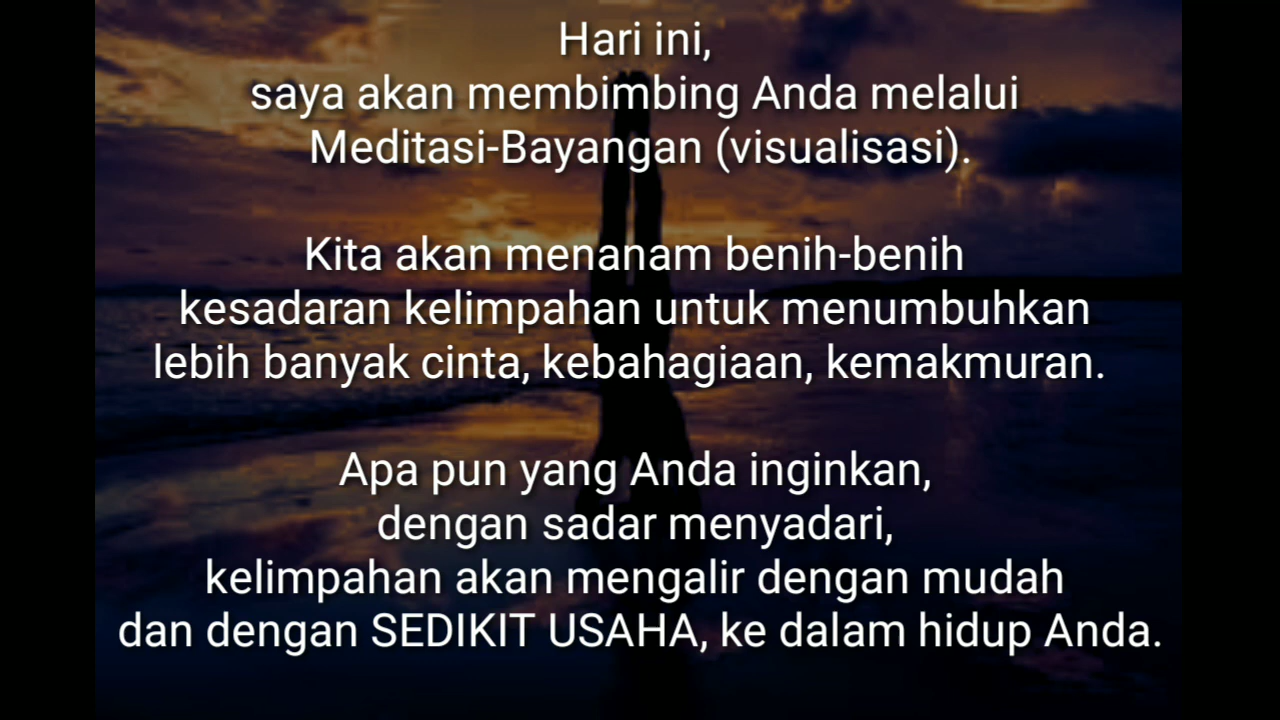 Hari ini,
saya akan membimbing Anda melalui
Meditasi-Bayangan (visualisasi).
Kita akan menanam benih-benih
kesadaran kelimpahan untuk menumbuhkan
lebih banyak cinta, kebahagiaan, kemakmuran.
Apa pun yang Anda inginkan,
dengan sadar menyadari,
kelimpahan akan mengalir dengan mudah
dan dengan SEDIKIT USAHA, ke dalam hidup Anda.